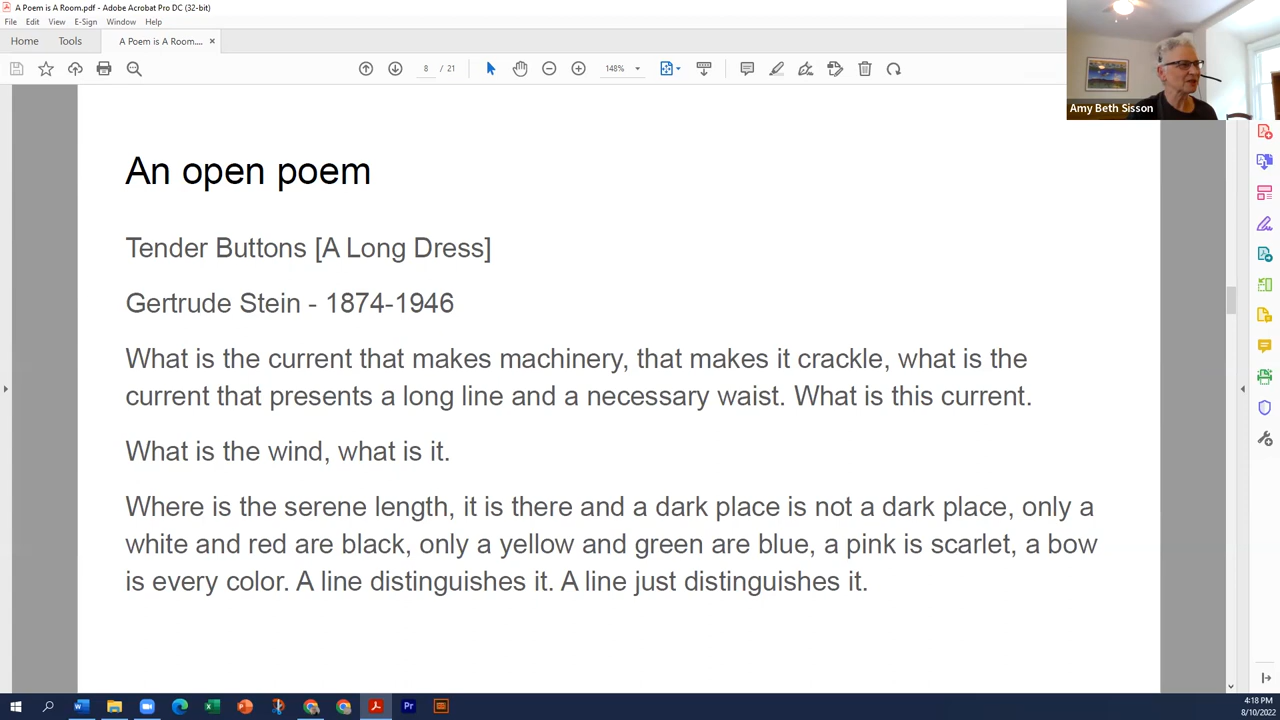 A Poem is A Room.pdf - Adobe Acrobat Pro DC (32-bit)
File Edit View E-Sign Window Help
Home Tools A Poem is A Room.... ×
8 / 21 148%
Amy Beth Sisson
An open poem
Tender Buttons [A Long Dress]
Gertrude Stein - 1874-1946
What is the current that makes machinery, that makes it crackle, what is the
current that presents a long line and a necessary waist. What is this current.
What is the wind, what is it.
Where is the serene length, it is there and a dark place is not a dark place, only a
white and red are black, only a yellow and green are blue, a pink is scarlet, a bow
is every color. A line distinguishes it. A line just distinguishes it.
4:18 PM
8/10/2022